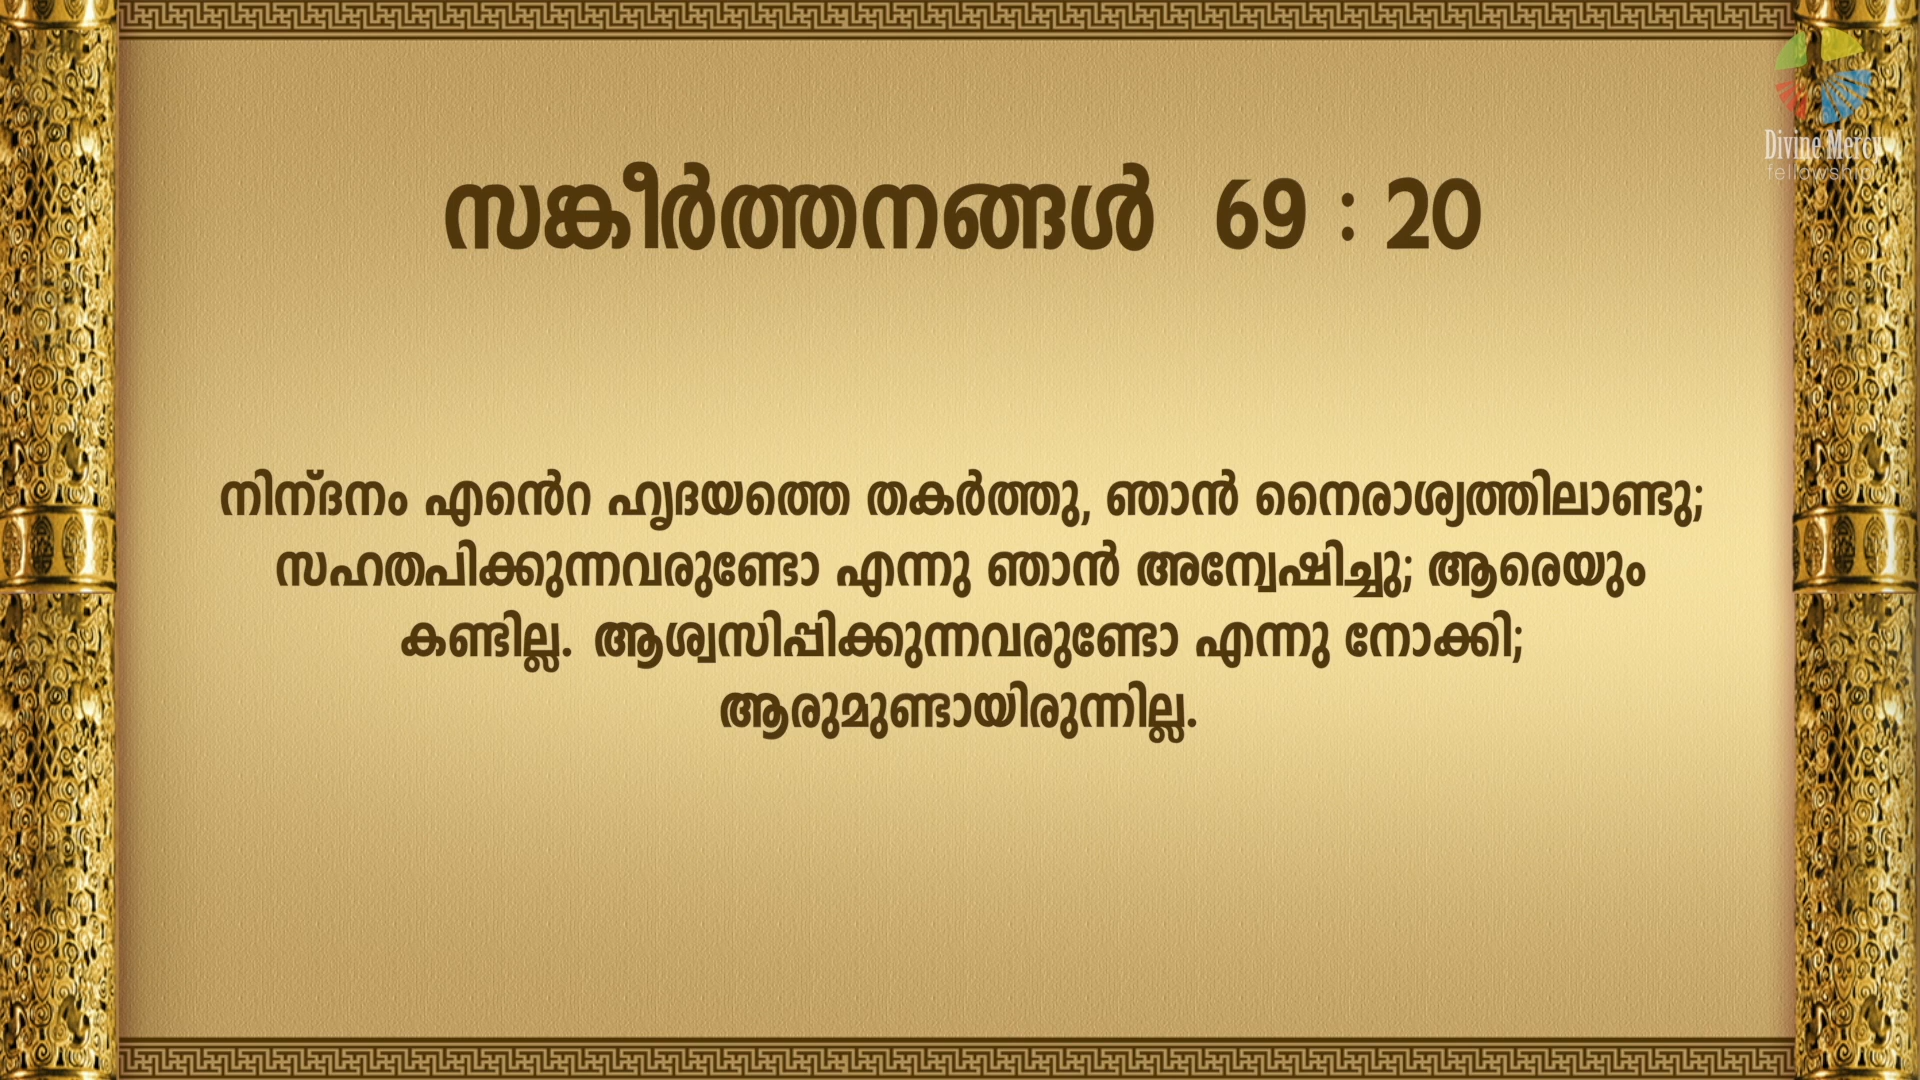 Divine Mercy
fellowship
സങ്കീർത്തനങ്ങൾ 69 : 20
നിന്ദനം എൻെറ ഹൃദയത്തെ തകർത്തു, ഞാൻ നൈരാശ്യത്തിലാണ്ടു;
സഹതപിക്കുന്നവരുണ്ടോ എന്നു ഞാൻ അന്വേഷിച്ചു; ആരെയും
കണ്ടില്ല. ആശ്വസിപ്പിക്കുന്നവരുണ്ടോ എന്നു നോക്കി;
ആരുമുണ്ടായിരുന്നില്ല.